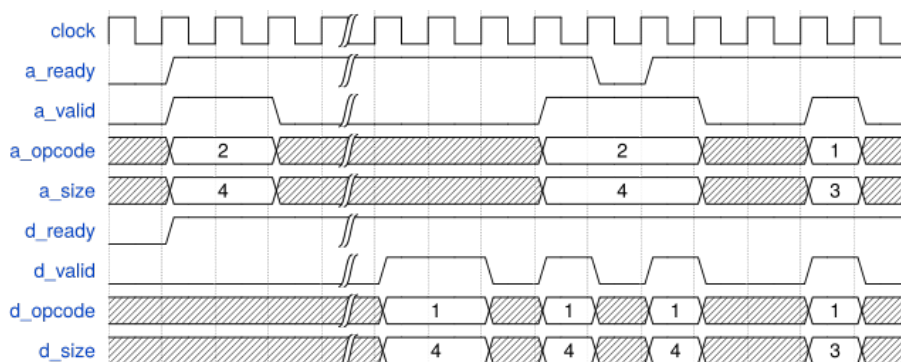 clock
a_ready
a_valid
a_opcode 2 2 1
a_size 4 4 3
d_ready
d_valid
d_opcode 1 1 1 1
d_size 4 4 4 3